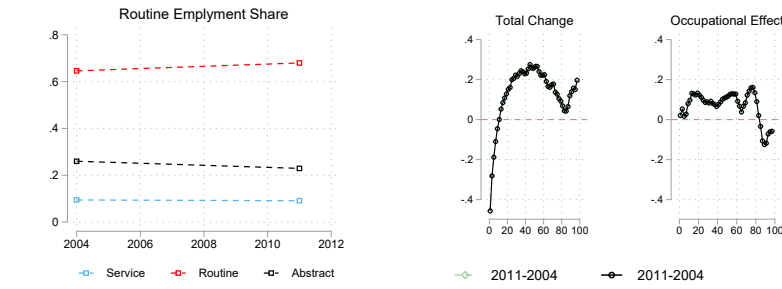 Routine Emplyment Share
.8
.6
.4
.2
0
2004 2006 2008 2010 2012
Service Routine Abstract
Total Change
.4
.2
0
-.2
-.4
0 20 40 60 80 100
Occupational Effect
.4
.2
0
-.2
-.4
0 20 40 60 80 100
2011-2004 2011-2004